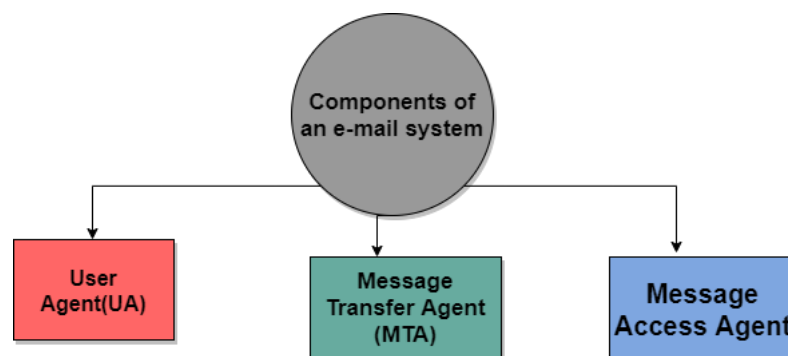 Components of
an e-mail system
User
Agent(UA)
Message
Transfer Agent
(MTA)
Message
Access Agent